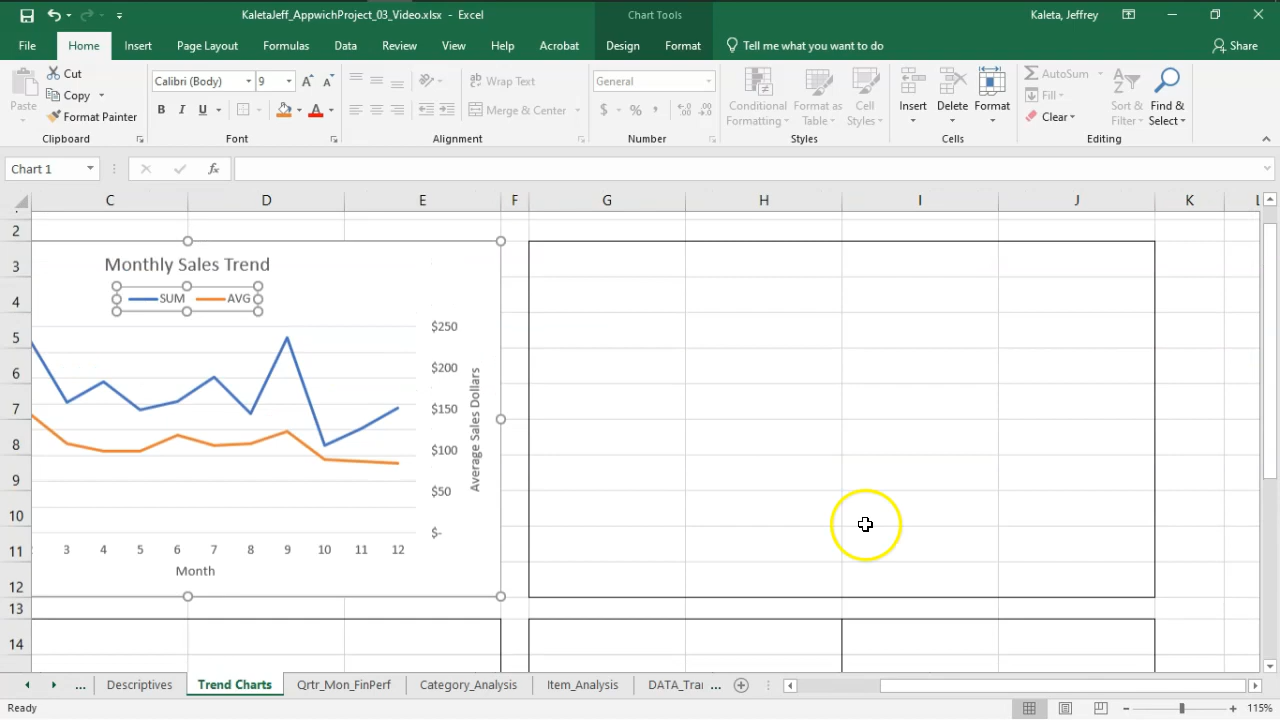 KaletaJeff_AppwichProject_03_Video.xlsx - Excel
Chart Tools
Kaleta, Jeffrey
File Home Insert Page Layout Formulas Data Review View Help Acrobat Design Format Tell me what you want to do Share
Paste
Cut
Copy
Format Painter
Calibri (Body) 9
B I U
Wrap Text
Merge & Center
General
$ % ,
Conditional Formatting
Format as Table
Cell Styles
Insert Delete Format
AutoSum
Fill
Clear
Sort & Filter
Find & Select
Clipboard Font Alignment Number Styles Cells Editing
Chart 1
fx
C D E F G H I J K L
2
3
4
5
6
7
8
9
10
11
12
13
14
Monthly Sales Trend
SUM AVG
$250
$200
$150
$100
$50
$-
Average Sales Dollars
3 4 5 6 7 8 9 10 11 12
Month
... Descriptives Trend Charts Qrtr_Mon_FinPerf Category_Analysis Item_Analysis DATA_Tra ...
Ready
115%